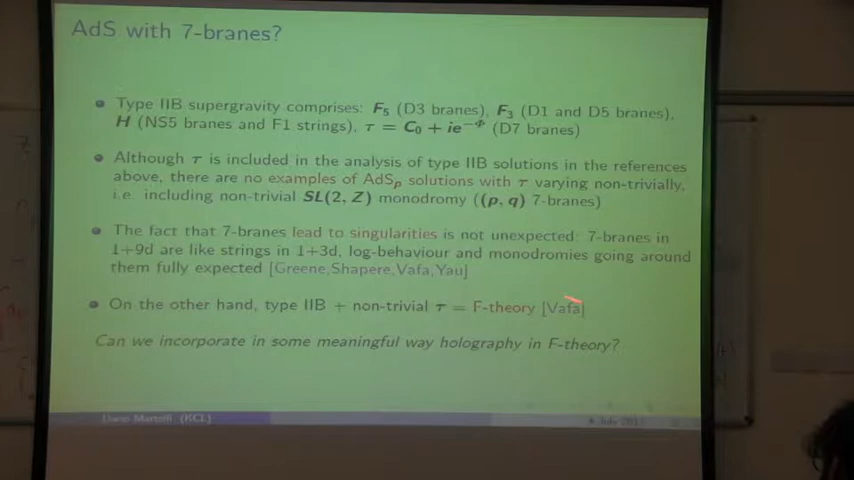 AdS with 7-branes?
Type IIB supergravity comprises: F₅ (D3 branes), F₃ (D1 and D5 branes),
H (NS5 branes and F1 strings), τ = C₀ + ie^−Φ (D7 branes)
Although τ is included in the analysis of type IIB solutions in the references
above, there are no examples of AdSₚ solutions with τ varying non-trivially,
i.e. including non-trivial SL(2, Z) monodromy ((p, q) 7-branes)
The fact that 7-branes lead to singularities is not unexpected: 7-branes in
1+9d are like strings in 1+3d, log-behaviour and monodromies going around
them fully expected [Greene,Shapere,Vafa,Yau]
On the other hand, type IIB + non-trivial τ = F-theory [Vafa]
Can we incorporate in some meaningful way holography in F-theory?
Dario Martelli (KCL)
July